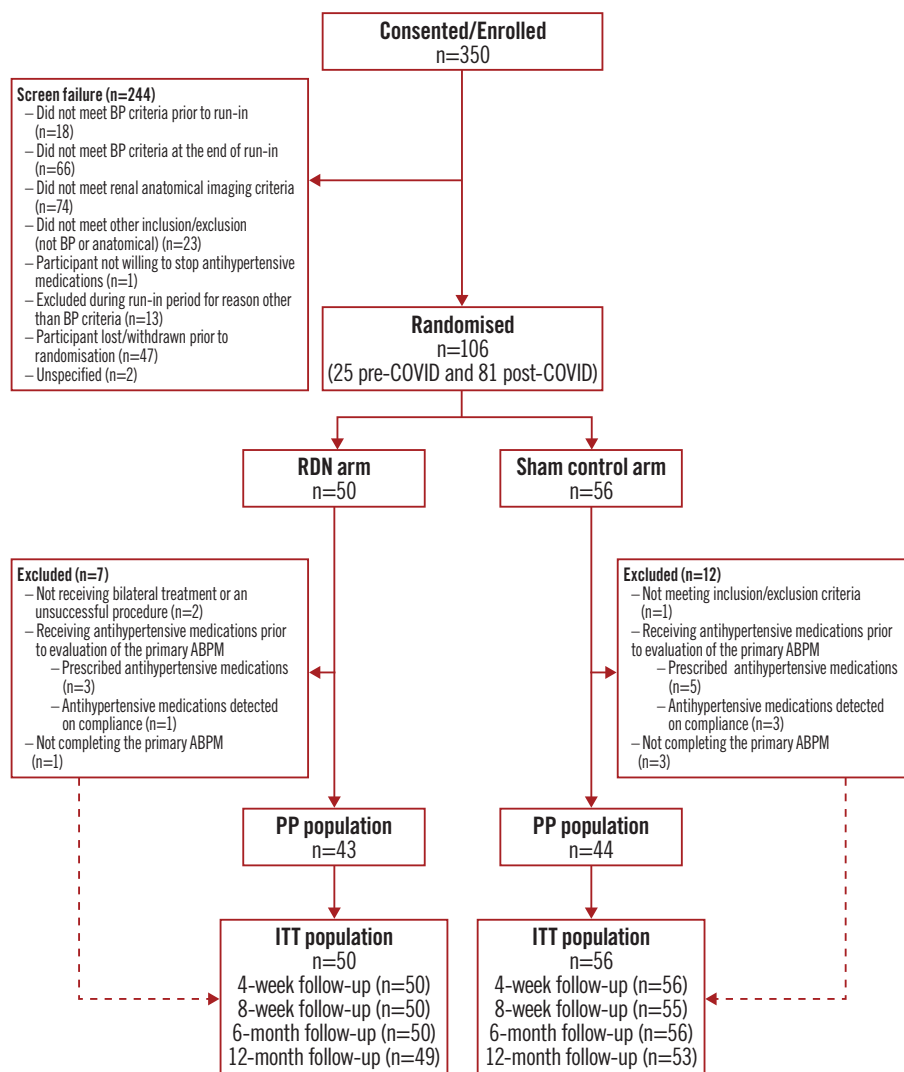 Consented/Enrolled
n=350
Screen failure (n=244)
– Did not meet BP criteria prior to run-in
(n=18)
– Did not meet BP criteria at the end of run-in
(n=66)
– Did not meet renal anatomical imaging criteria
(n=74)
– Did not meet other inclusion/exclusion
(not BP or anatomical) (n=23)
– Participant not willing to stop antihypertensive
medications (n=1)
– Excluded during run-in period for reason other
than BP criteria (n=13)
– Participant lost/withdrawn prior to
randomisation (n=47)
– Unspecified (n=2)
Randomised
n=106
(25 pre-COVID and 81 post-COVID)
RDN arm
n=50
Sham control arm
n=56
Excluded (n=7)
– Not receiving bilateral treatment or an
unsuccessful procedure (n=2)
– Receiving antihypertensive medications prior
to evaluation of the primary ABPM
– Prescribed antihypertensive medications
(n=3)
– Antihypertensive medications detected
on compliance (n=1)
– Not completing the primary ABPM
(n=1)
Excluded (n=12)
– Not meeting inclusion/exclusion criteria
(n=1)
– Receiving antihypertensive medications prior
to evaluation of the primary ABPM
– Prescribed antihypertensive medications
(n=5)
– Antihypertensive medications detected
on compliance (n=3)
– Not completing the primary ABPM
(n=3)
PP population
n=43
PP population
n=44
ITT population
n=50
4-week follow-up (n=50)
8-week follow-up (n=50)
6-month follow-up (n=50)
12-month follow-up (n=49)
ITT population
n=56
4-week follow-up (n=56)
8-week follow-up (n=55)
6-month follow-up (n=56)
12-month follow-up (n=53)